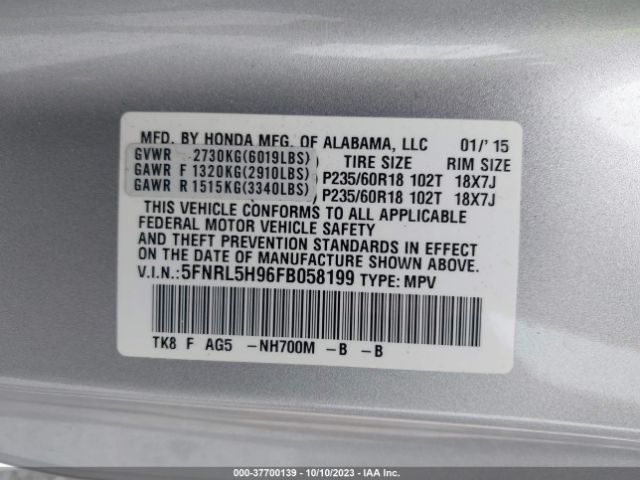 MFD. BY HONDA MFG. OF ALABAMA, LLC 01/'15
GVWR 2730KG(6019LBS) TIRE SIZE RIM SIZE
GAWR F 1320KG(2910LBS) P235/60R18 102T 18X7J
GAWR R 1515KG(3340LBS) P235/60R18 102T 18X7J
THIS VEHICLE CONFORMS TO ALL APPLICABLE
FEDERAL MOTOR VEHICLE SAFETY
AND THEFT PREVENTION STANDARDS IN EFFECT
ON THE DATE OF MANUFACTURE SHOWN ABOVE.
V.I.N.:5FNRL5H96FB058199 TYPE: MPV
TK8 F AG5 -NH700M -B -B
000-37700139 - 10/10/2023 - IAA Inc.